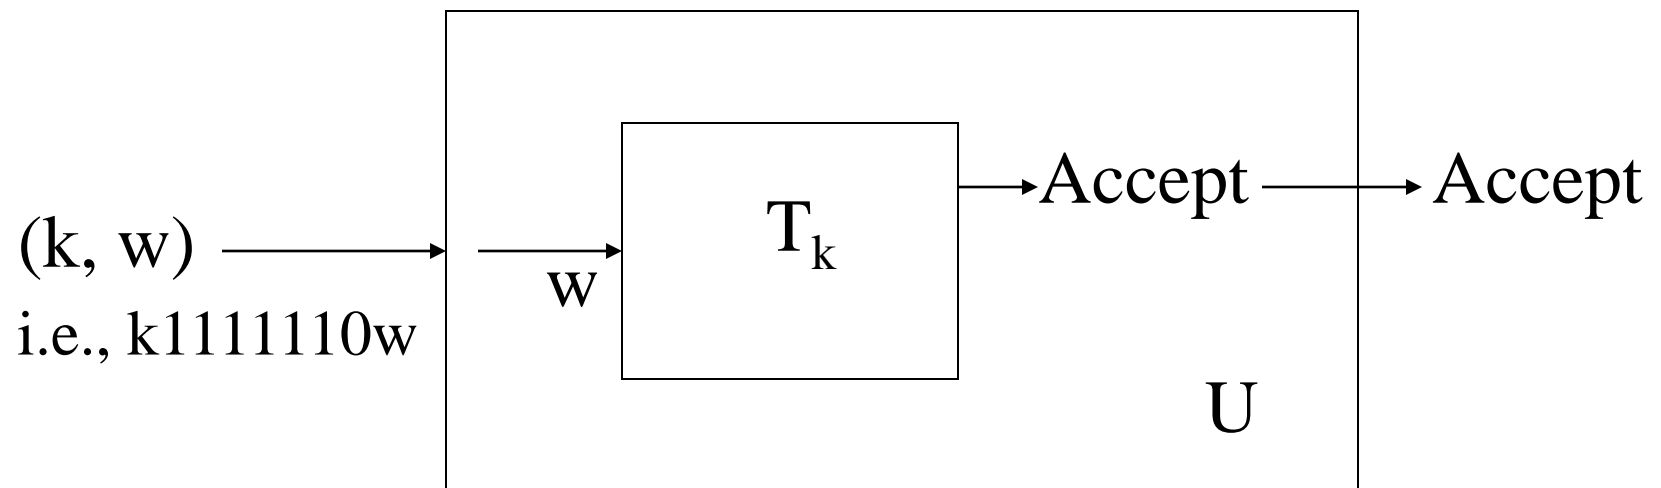 (k, w)
i.e., k1111110w
w
T_k
Accept
Accept
U